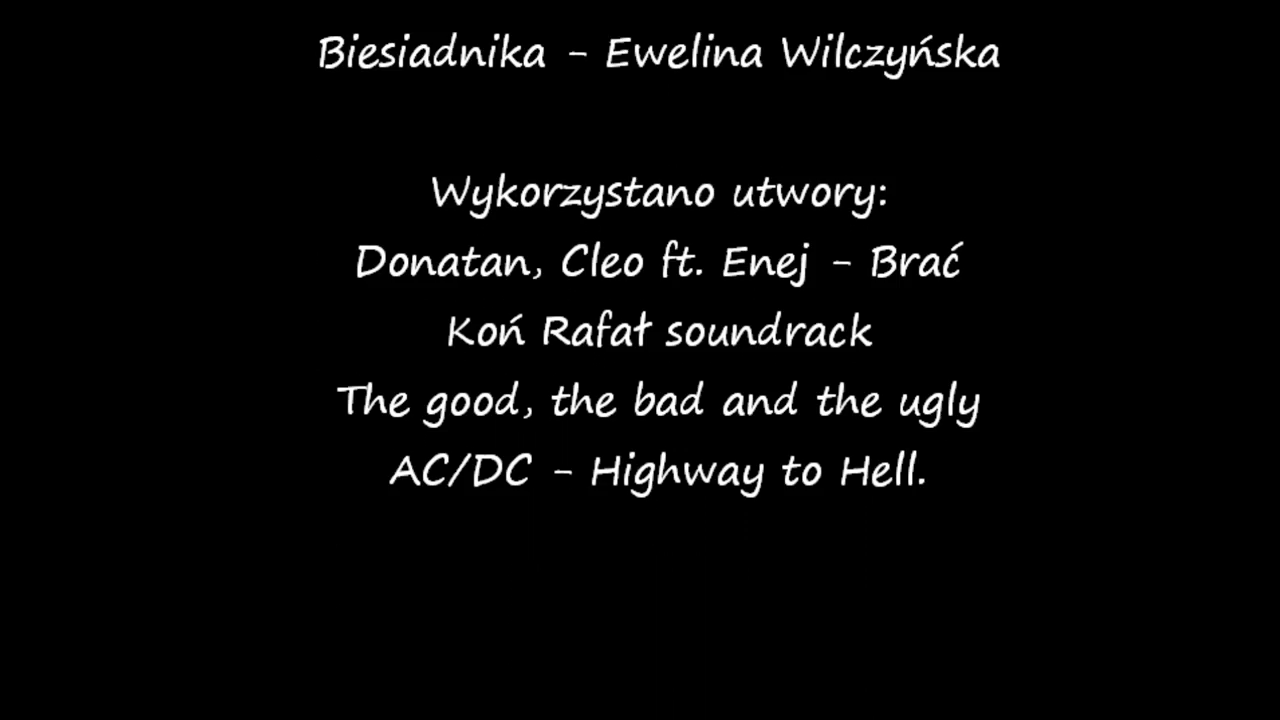 Biesiadnika - Ewelina Wilczyńska
Wykorzystano utwory:
Donatan, Cleo ft. Enej - Brać
Koń Rafał soundrack
The good, the bad and the ugly
AC/DC - Highway to Hell.